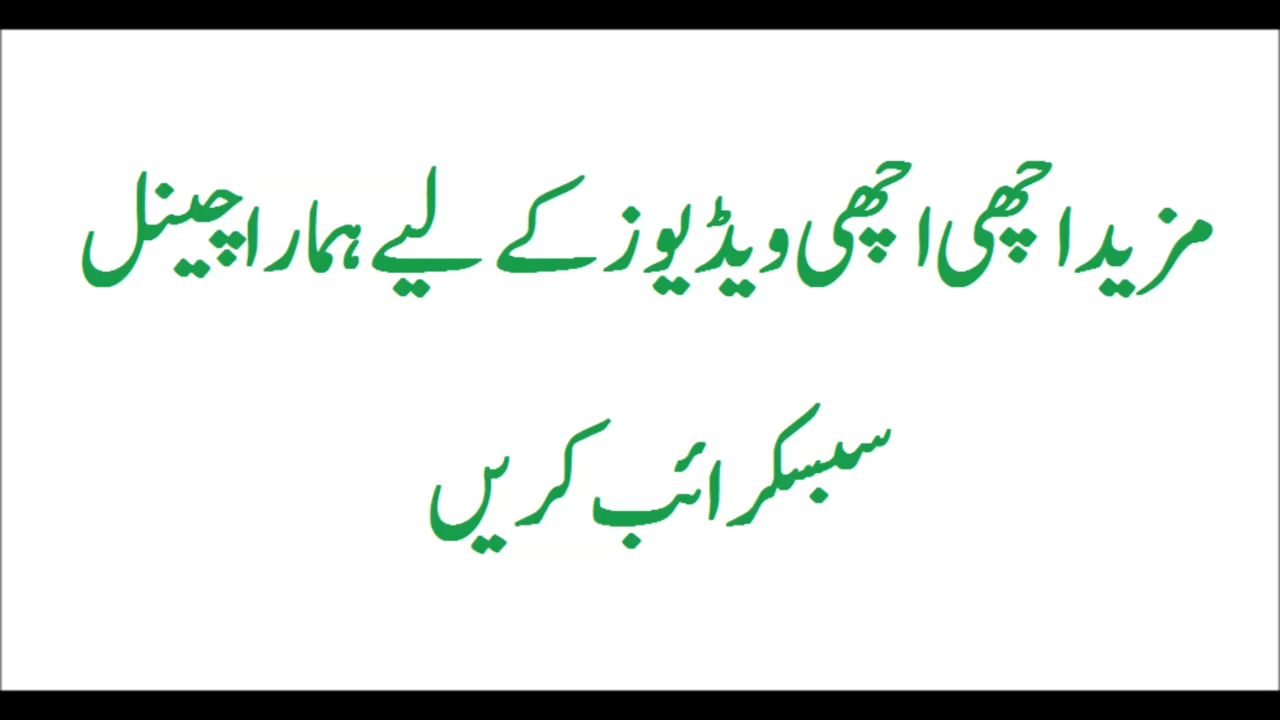 مزید اچھی اچھی ویڈیوز کے لیے ہمارا چینل
سبسکرائب کریں